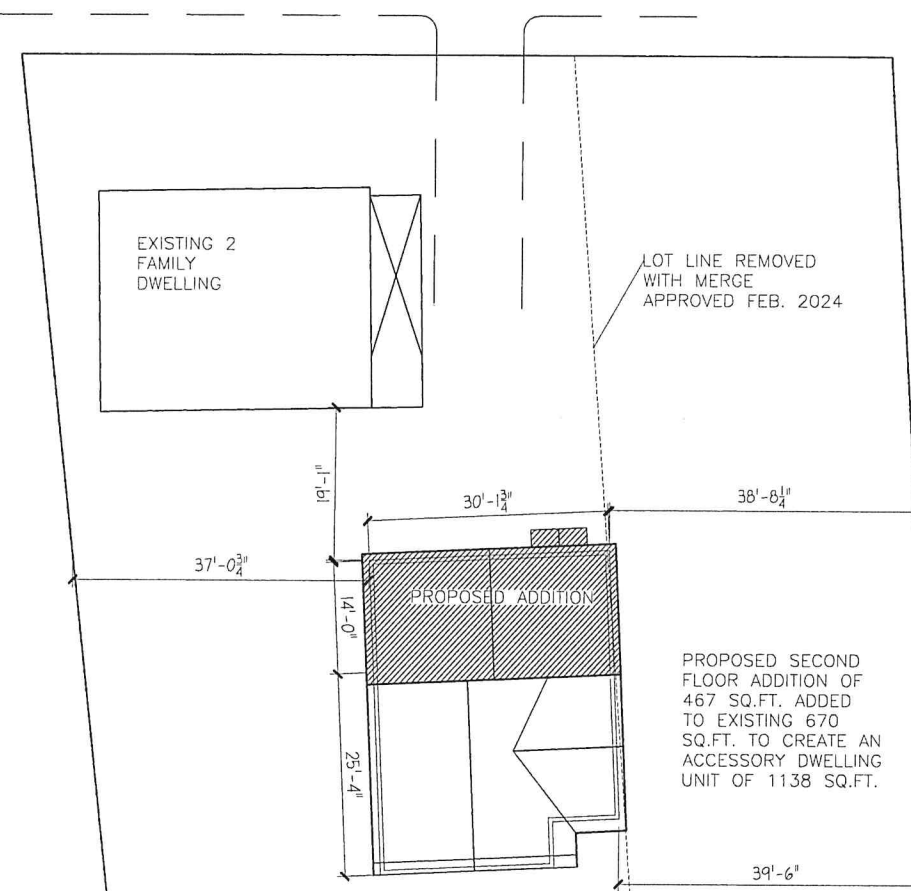 EXISTING 2
FAMILY
DWELLING
LOT LINE REMOVED
WITH MERGE
APPROVED FEB. 2024
19'-1"
30'-1¾"
38'-8¼"
37'-0¾"
PROPOSED ADDITION
14'-0"
25'-4"
PROPOSED SECOND
FLOOR ADDITION OF
467 SQ.FT. ADDED
TO EXISTING 670
SQ.FT. TO CREATE AN
ACCESSORY DWELLING
UNIT OF 1138 SQ.FT.
39'-6"